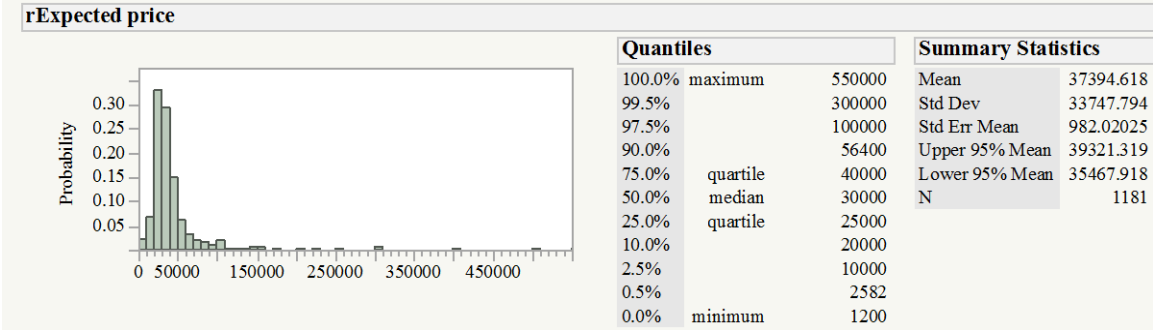 rExpected price
Probability
0.30
0.25
0.20
0.15
0.10
0.05
0 50000 150000 250000 350000 450000
Quantiles
100.0% maximum 550000
99.5% 300000
97.5% 100000
90.0% 56400
75.0% quartile 40000
50.0% median 30000
25.0% quartile 25000
10.0% 20000
2.5% 10000
0.5% 2582
0.0% minimum 1200
Summary Statistics
Mean 37394.618
Std Dev 33747.794
Std Err Mean 982.02025
Upper 95% Mean 39321.319
Lower 95% Mean 35467.918
N 1181